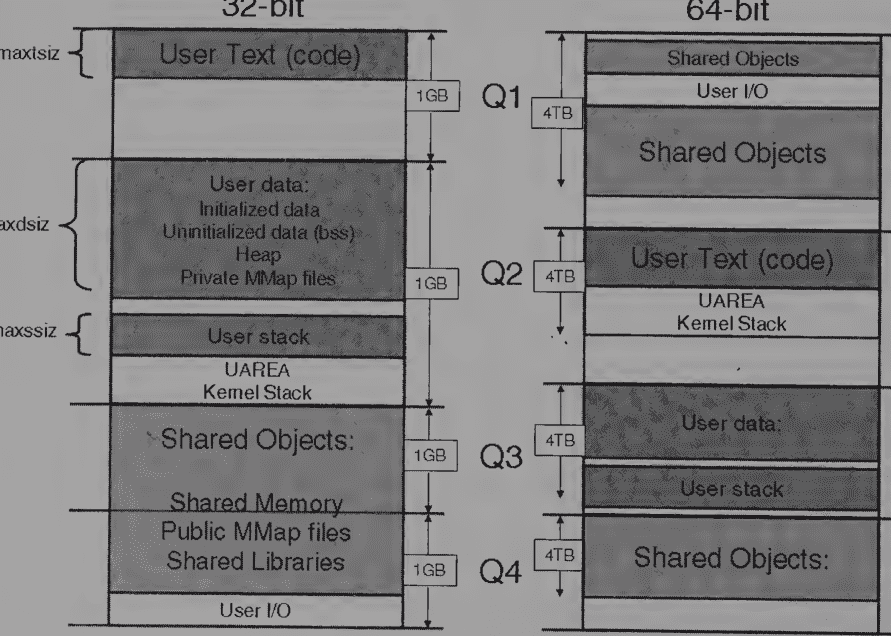 32-bit
64-bit
maxtsiz
User Text (code)
1GB
Q1
4TB
Shared Objects
User I/O
Shared Objects
axdsiz
User data:
Initialized data
Uninitialized data (bss)
Heap
Private MMap files
1GB
Q2
4TB
User Text (code)
UAREA
Kernel Stack
maxssiz
User stack
UAREA
Kernel Stack
Shared Objects:
Shared Memory
Public MMap files
Shared Libraries
User I/O
1GB
Q3
4TB
User data:
User stack
1GB
Q4
4TB
Shared Objects: